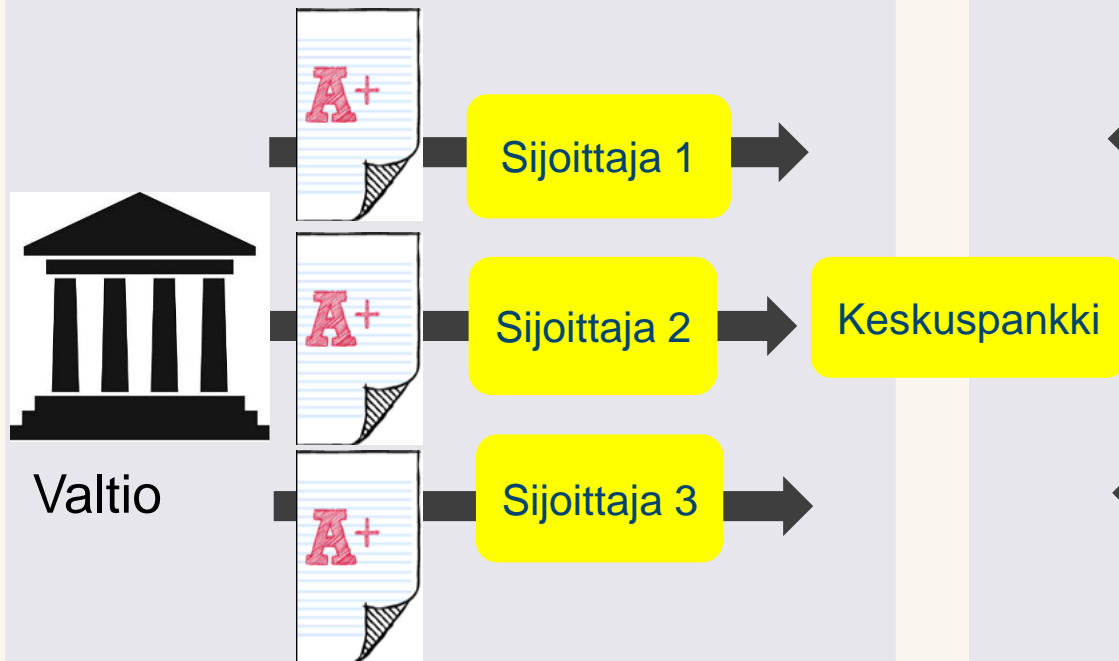 A+
Sijoittaja 1
A+
Sijoittaja 2
Keskuspankki
Valtio
A+
Sijoittaja 3